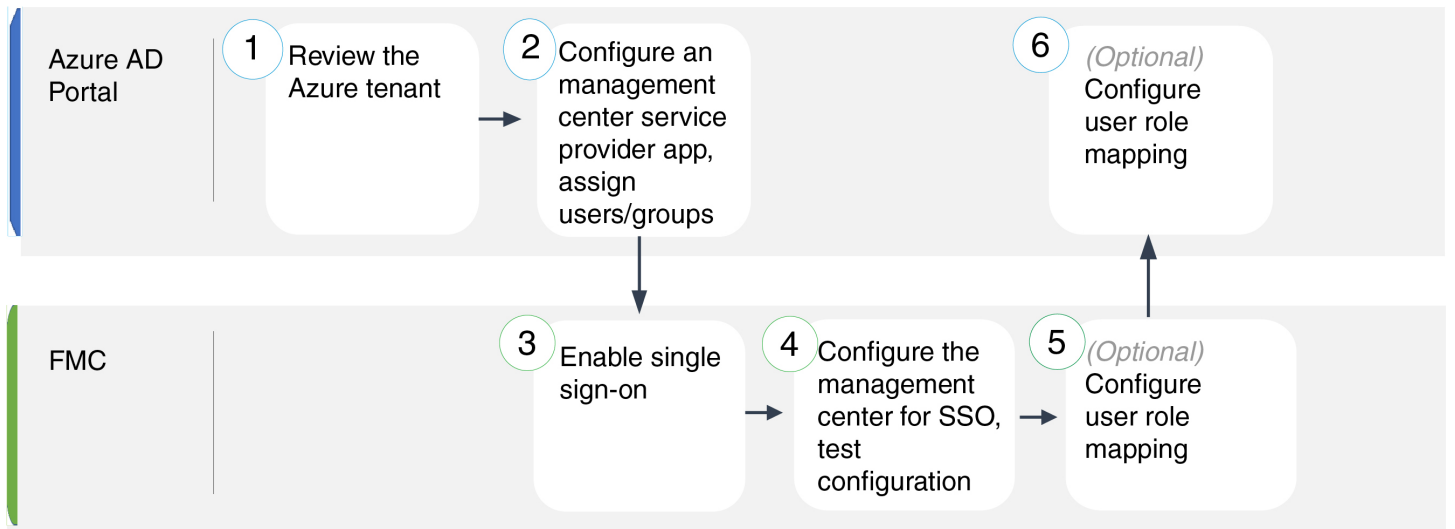 Azure AD
Portal
1
Review the
Azure tenant
2
Configure an
management
center service
provider app,
assign
users/groups
6
(Optional)
Configure
user role
mapping
FMC
3
Enable single
sign-on
4
Configure the
management
center for SSO,
test
configuration
5
(Optional)
Configure
user role
mapping